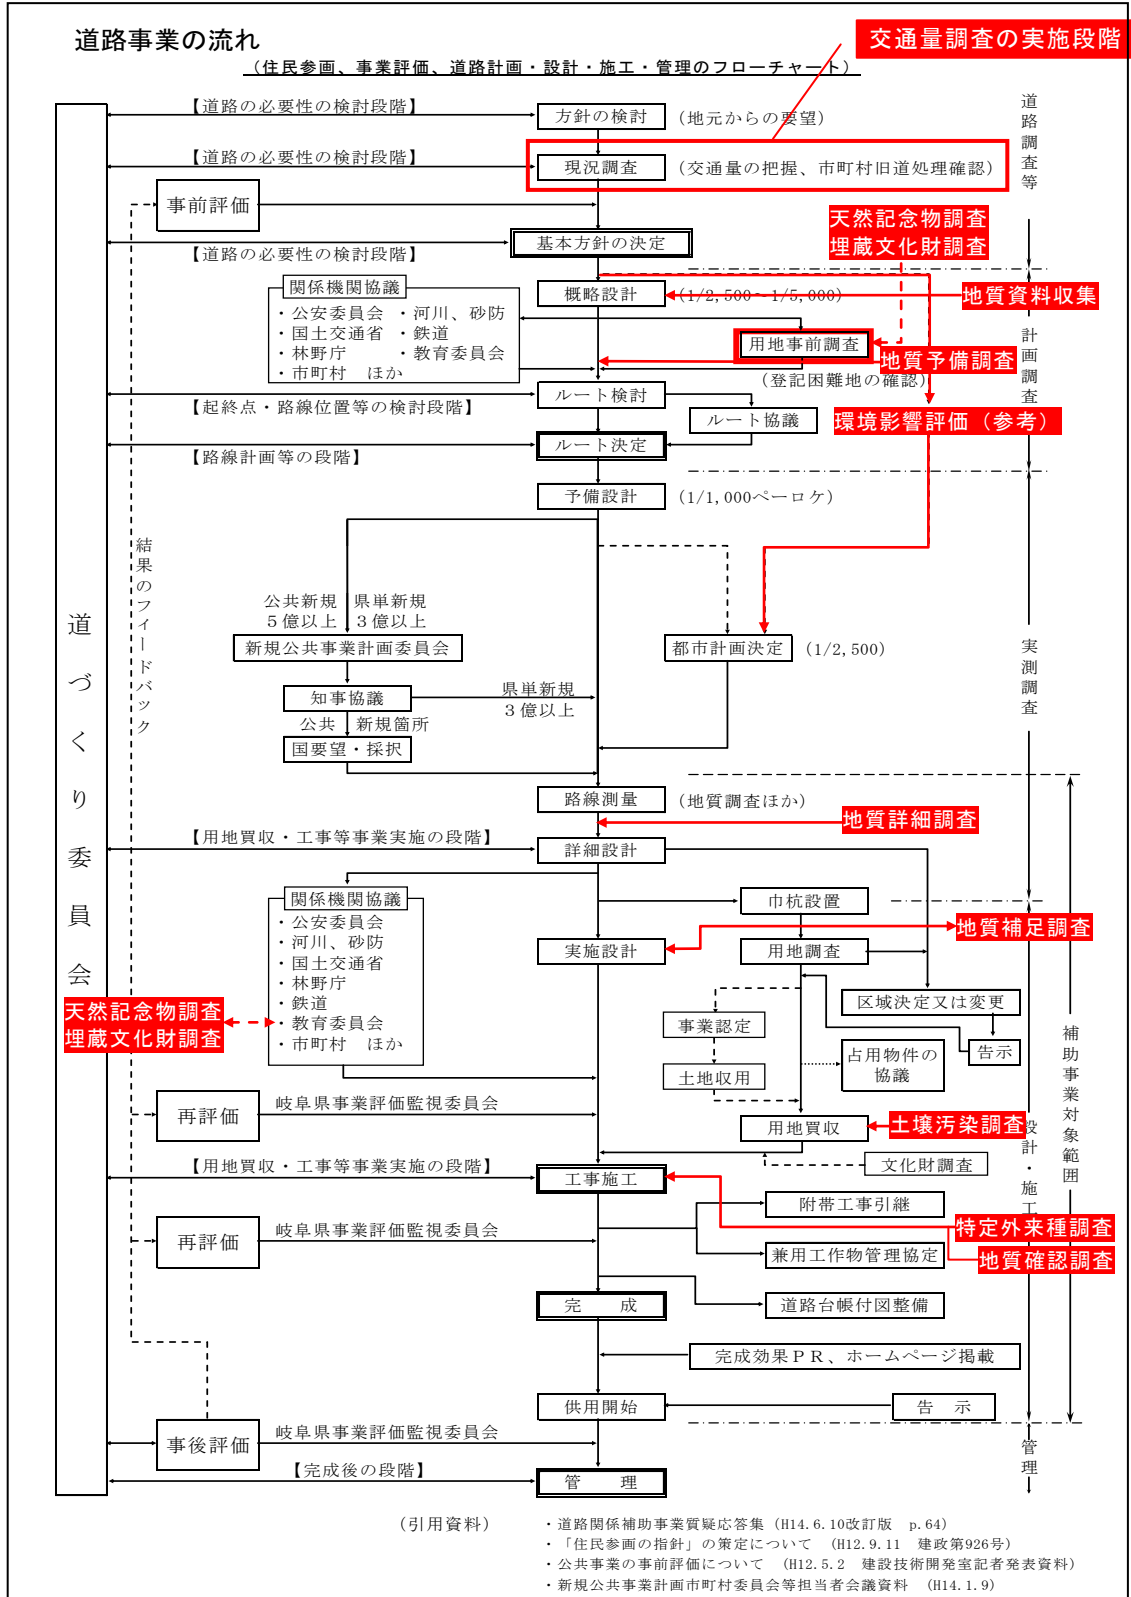 道路事業の流れ
交通量調査の実施段階
（住民参画、事業評価、道路計画・設計・施工・管理のフローチャート）
【道路の必要性の検討段階】
方針の検討
（地元からの要望）
道路調査等
【道路の必要性の検討段階】
現況調査
（交通量の把握、市町村旧道処理確認）
事前評価
天然記念物調査
埋蔵文化財調査
基本方針の決定
【道路の必要性の検討段階】
関係機関協議
・公安委員会
・河川、砂防
・国土交通省
・鉄道
・林野庁
・教育委員会
・市町村　ほか
概略設計
（1/2,500～1/5,000）
地質資料収集
用地事前調査
地質予備調査
（登記困難地の確認）
計画調査
【起終点・路線位置等の検討段階】
ルート検討
ルート協議
環境影響評価（参考）
ルート決定
【路線計画等の段階】
予備設計
（1/1,000ペーロケ）
結果のフィードバック
道づくり委員会
公共新規
５億以上
県単新規
３億以上
新規公共事業計画委員会
都市計画決定
（1/2,500）
実測調査
知事協議
県単新規
３億以上
公共
新規箇所
国要望・採択
路線測量
（地質調査ほか）
地質詳細調査
【用地買収・工事等事業実施の段階】
詳細設計
関係機関協議
・公安委員会
・河川、砂防
・国土交通省
・林野庁
・鉄道
・教育委員会
・市町村　ほか
巾杭設置
地質補足調査
実施設計
用地調査
天然記念物調査
埋蔵文化財調査
区域決定又は変更
事業認定
告示
占用物件の
協議
土地収用
補助事業対象範囲
再評価
岐阜県事業評価監視委員会
用地買収
土壌汚染調査
設計・施工
【用地買収・工事等事業実施の段階】
文化財調査
工事施工
附帯工事引継
再評価
岐阜県事業評価監視委員会
特定外来種調査
兼用工作物管理協定
地質確認調査
完　　成
道路台帳付図整備
完成効果ＰＲ、ホームページ掲載
供用開始
告　示
事後評価
岐阜県事業評価監視委員会
管理
【完成後の段階】
管　　理
（引用資料）
・道路関係補助事業質疑応答集（H14.6.10改訂版　p.64）
・「住民参画の指針」の策定について　（H12.9.11　建政第926号）
・公共事業の事前評価について　（H12.5.2　建設技術開発室記者発表資料）
・新規公共事業計画市町村委員会等担当者会議資料　（H14.1.9）